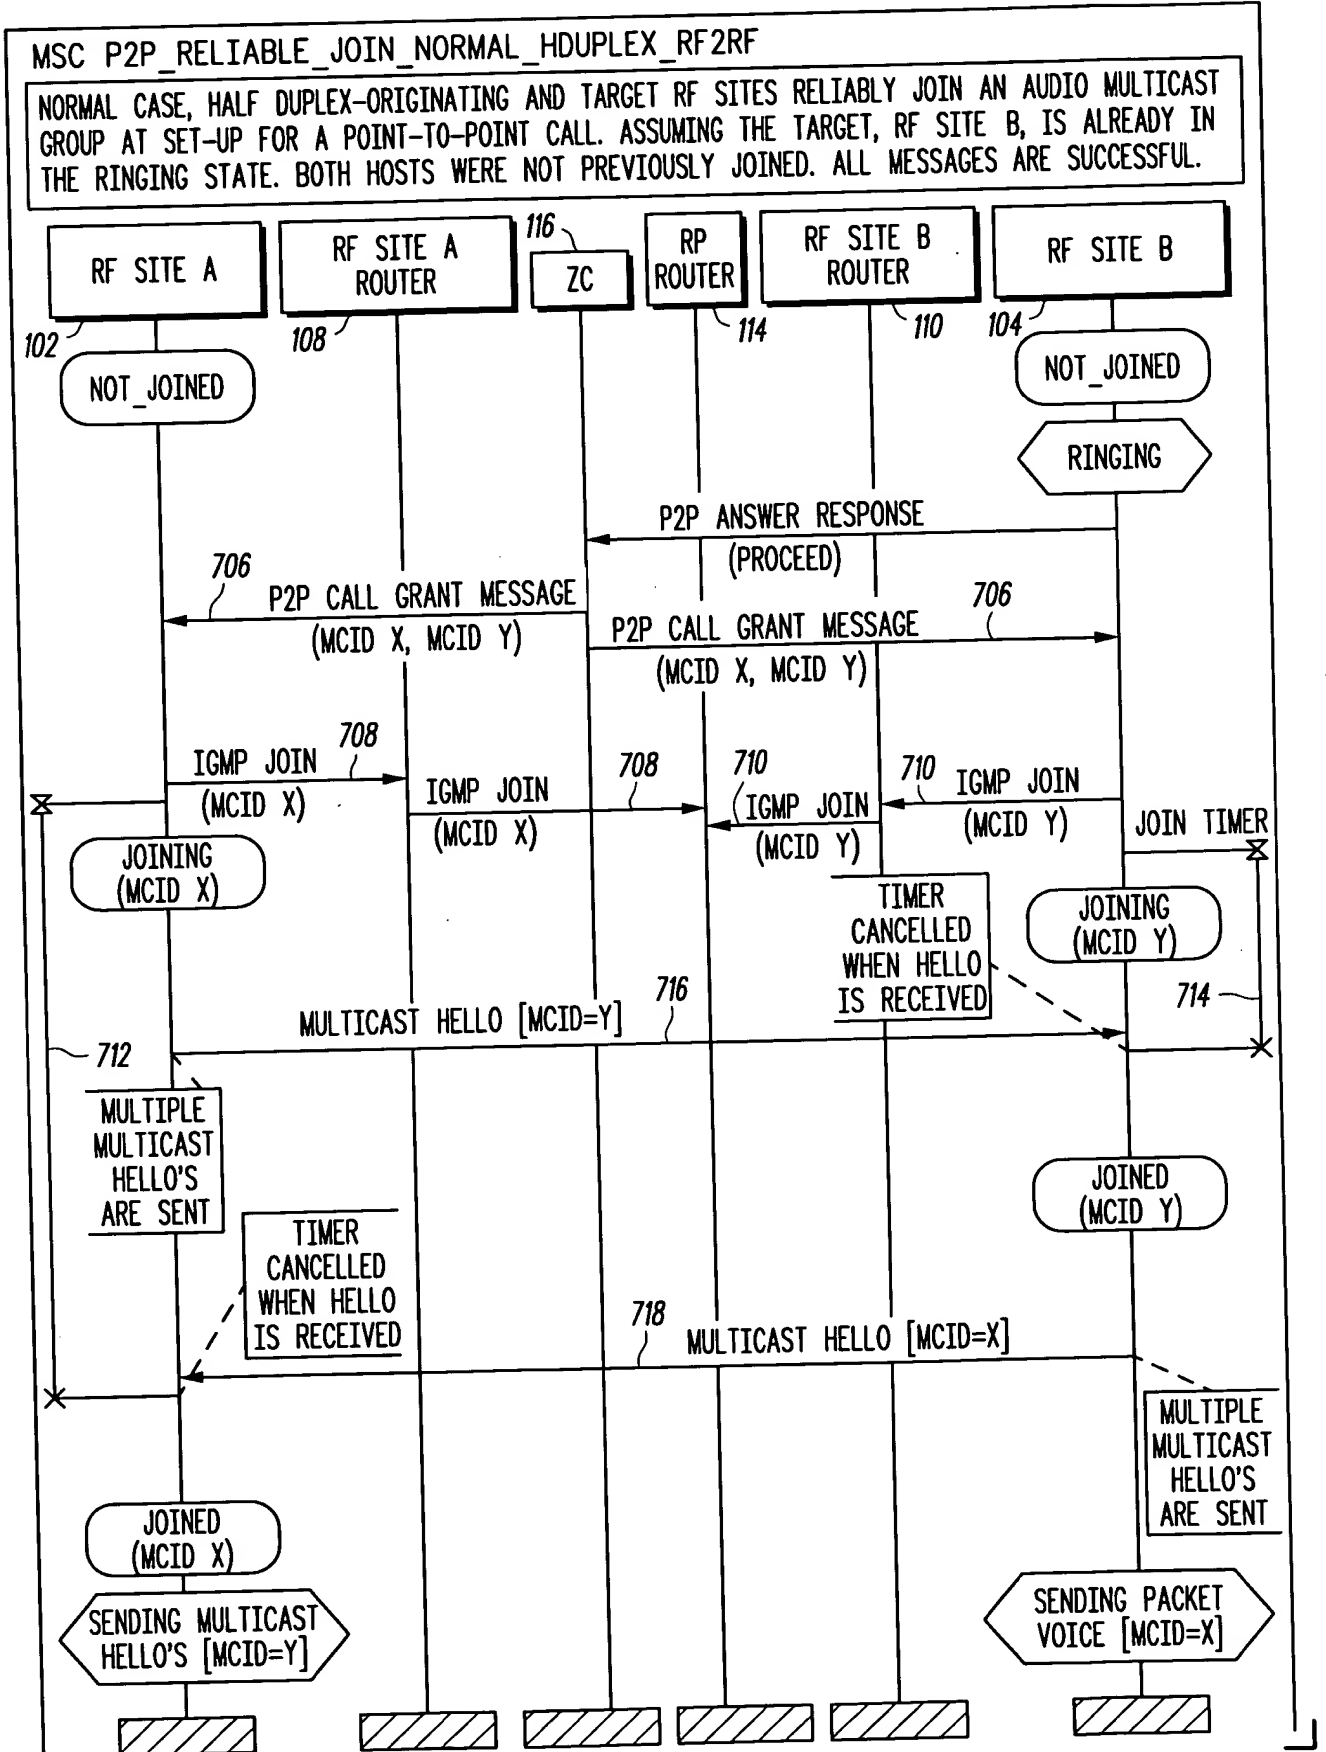 MSC P2P_RELIABLE_JOIN_NORMAL_HDUPLEX_RF2RF
NORMAL CASE, HALF DUPLEX-ORIGINATING AND TARGET RF SITES RELIABLY JOIN AN AUDIO MULTICAST
GROUP AT SET-UP FOR A POINT-TO-POINT CALL. ASSUMING THE TARGET, RF SITE B, IS ALREADY IN
THE RINGING STATE. BOTH HOSTS WERE NOT PREVIOUSLY JOINED. ALL MESSAGES ARE SUCCESSFUL.
RF SITE A
102
RF SITE A
ROUTER
108
116
ZC
RP
ROUTER
114
RF SITE B
ROUTER
110
RF SITE B
104
NOT_JOINED
NOT_JOINED
RINGING
P2P ANSWER RESPONSE
(PROCEED)
706
P2P CALL GRANT MESSAGE
(MCID X, MCID Y)
706
P2P CALL GRANT MESSAGE
(MCID X, MCID Y)
708
IGMP JOIN
(MCID X)
708
IGMP JOIN
(MCID X)
710
IGMP JOIN
(MCID Y)
710
IGMP JOIN
(MCID Y)
JOIN TIMER
JOINING
(MCID X)
TIMER
CANCELLED
WHEN HELLO
IS RECEIVED
JOINING
(MCID Y)
714
716
MULTICAST HELLO [MCID=Y]
712
MULTIPLE
MULTICAST
HELLO'S
ARE SENT
JOINED
(MCID Y)
TIMER
CANCELLED
WHEN HELLO
IS RECEIVED
718
MULTICAST HELLO [MCID=X]
MULTIPLE
MULTICAST
HELLO'S
ARE SENT
JOINED
(MCID X)
SENDING MULTICAST
HELLO'S [MCID=Y]
SENDING PACKET
VOICE [MCID=X]